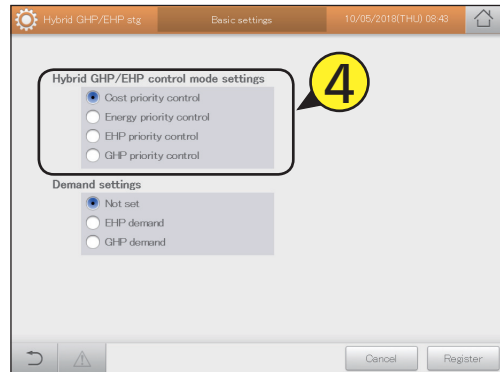 Hybrid GHP/EHP stg Basic settings 10/05/2018(THU) 08:43
Hybrid GHP/EHP control mode settings
Cost priority control
Energy priority control
EHP priority control
GHP priority control
4
Demand settings
Not set
EHP demand
GHP demand
Cancel Register